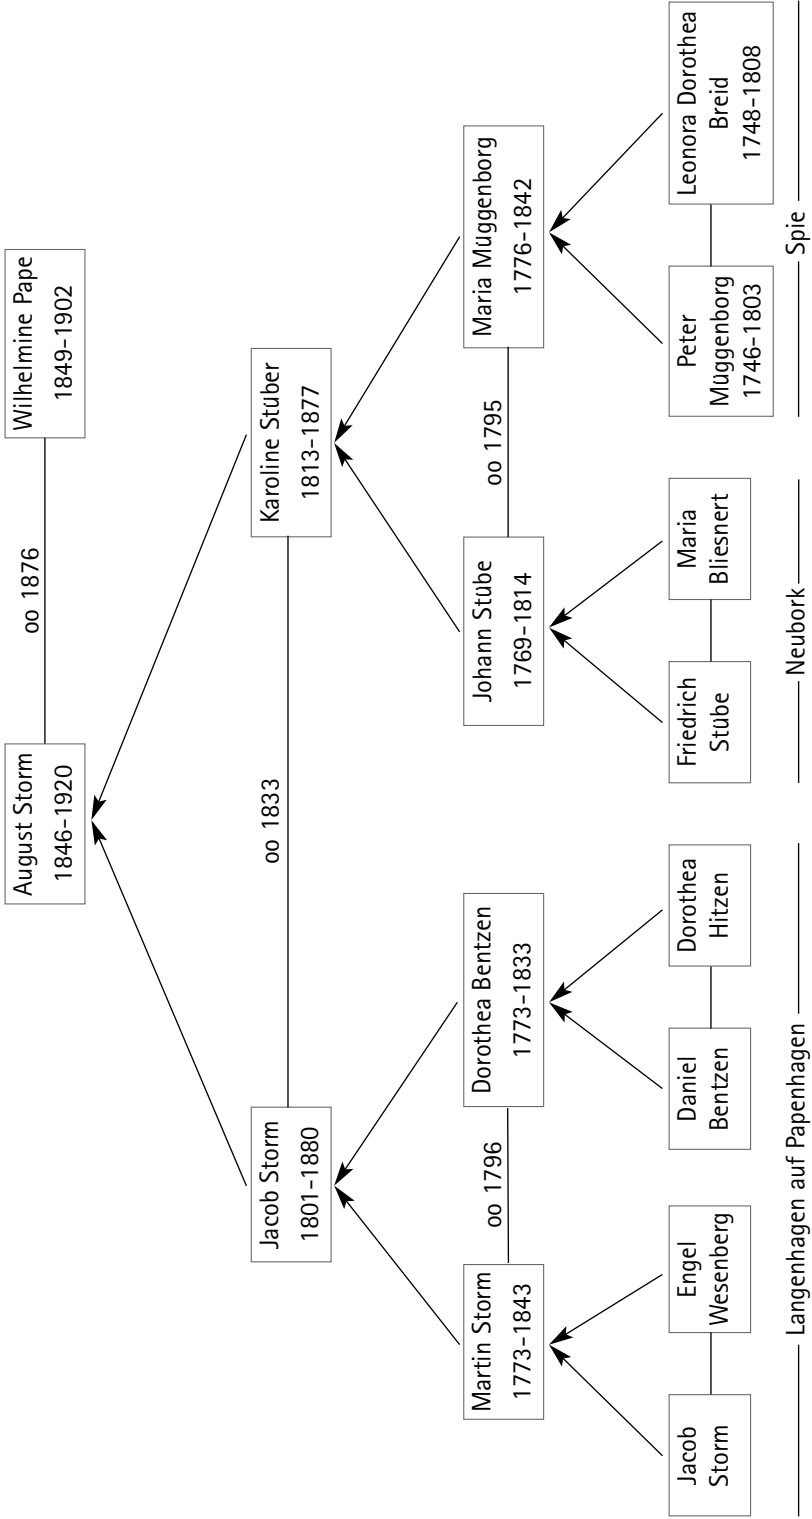 August Storm
1846–1920
oo 1876
Wilhelmine Pape
1849–1902
Jacob Storm
1801–1880
oo 1833
Karoline Stüber
1813–1877
Martin Storm
1773–1843
oo 1796
Dorothea Bentzen
1773–1833
Johann Stübe
1769–1814
oo 1795
Maria Müggenborg
1776–1842
Jacob
Storm
Engel
Wesenberg
Daniel
Bentzen
Dorothea
Hitzen
Friedrich
Stübe
Maria
Bliesnert
Peter
Müggenborg
1746–1803
Leonora Dorothea
Breid
1748–1808
Langenhagen auf Papenhagen
Neubork
Spie